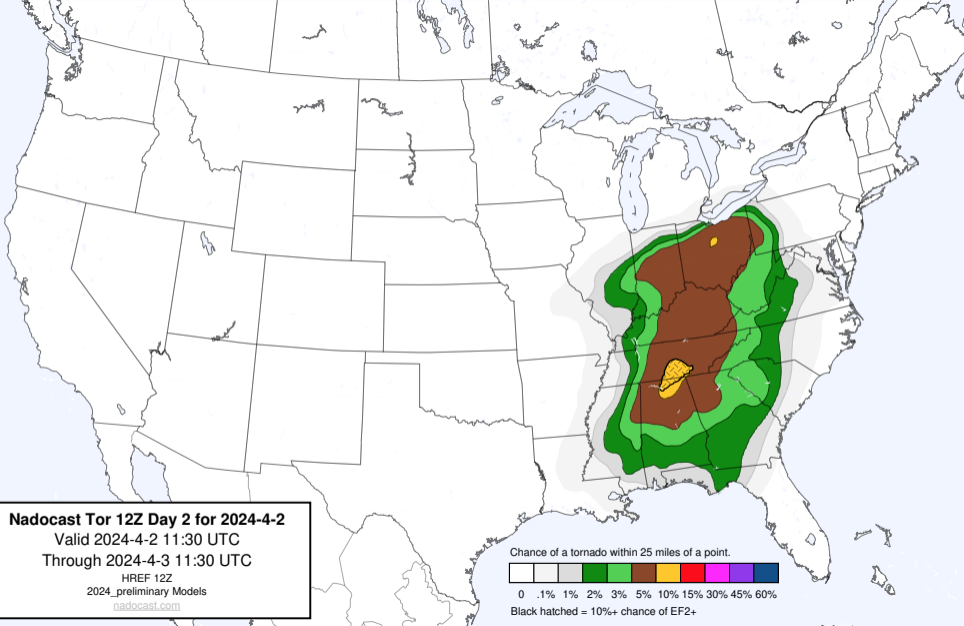 Nadocast Tor 12Z Day 2 for 2024-4-2
Valid 2024-4-2 11:30 UTC
Through 2024-4-3 11:30 UTC
HREF 12Z
2024_preliminary Models
nadocast.com
Chance of a tornado within 25 miles of a point.
0 .1% 1% 2% 3% 5% 10% 15% 30% 45% 60%
Black hatched = 10%+ chance of EF2+